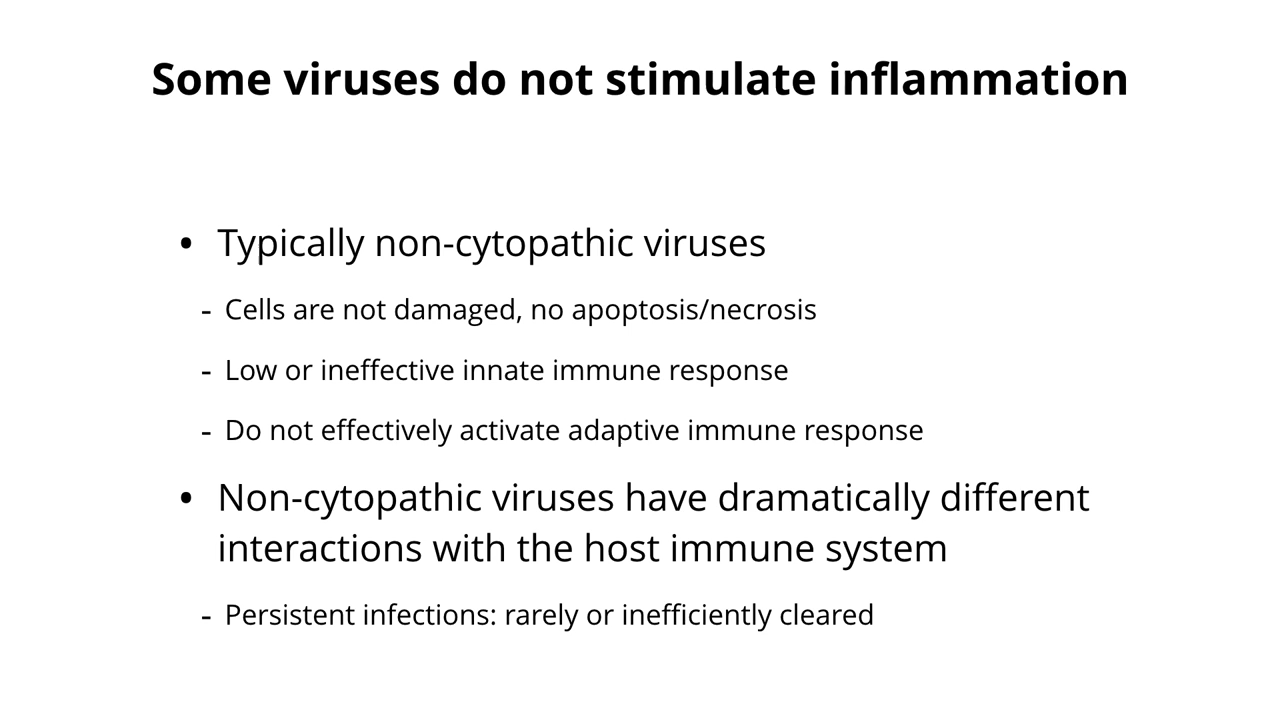 Some viruses do not stimulate inflammation
• Typically non-cytopathic viruses
- Cells are not damaged, no apoptosis/necrosis
- Low or ineffective innate immune response
- Do not effectively activate adaptive immune response
• Non-cytopathic viruses have dramatically different
interactions with the host immune system
- Persistent infections: rarely or inefficiently cleared